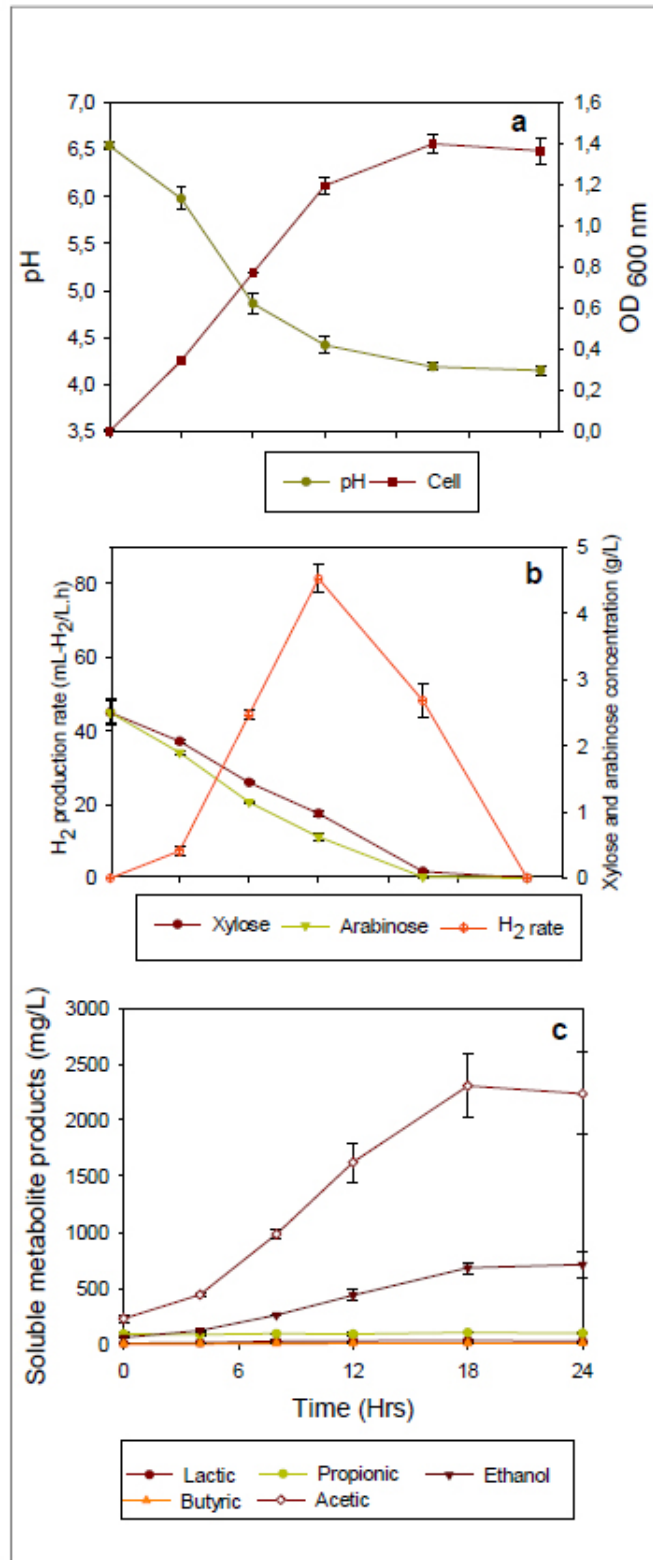 a
7,0
6,5
6,0
5,5
5,0
4,5
4,0
3,5
pH
1,6
1,4
1,2
1,0
0,8
0,6
0,4
0,2
0,0
OD 600 nm
pH Cell
b
80
60
40
20
0
H2 production rate (mL-H2/L.h)
5
4
3
2
1
0
Xylose and arabinose concentration (g/L)
Xylose Arabinose H2 rate
c
3000
2500
2000
1500
1000
500
0
Soluble metabolite products (mg/L)
0 6 12 18 24
Time (Hrs)
Lactic Propionic Ethanol
Butyric Acetic